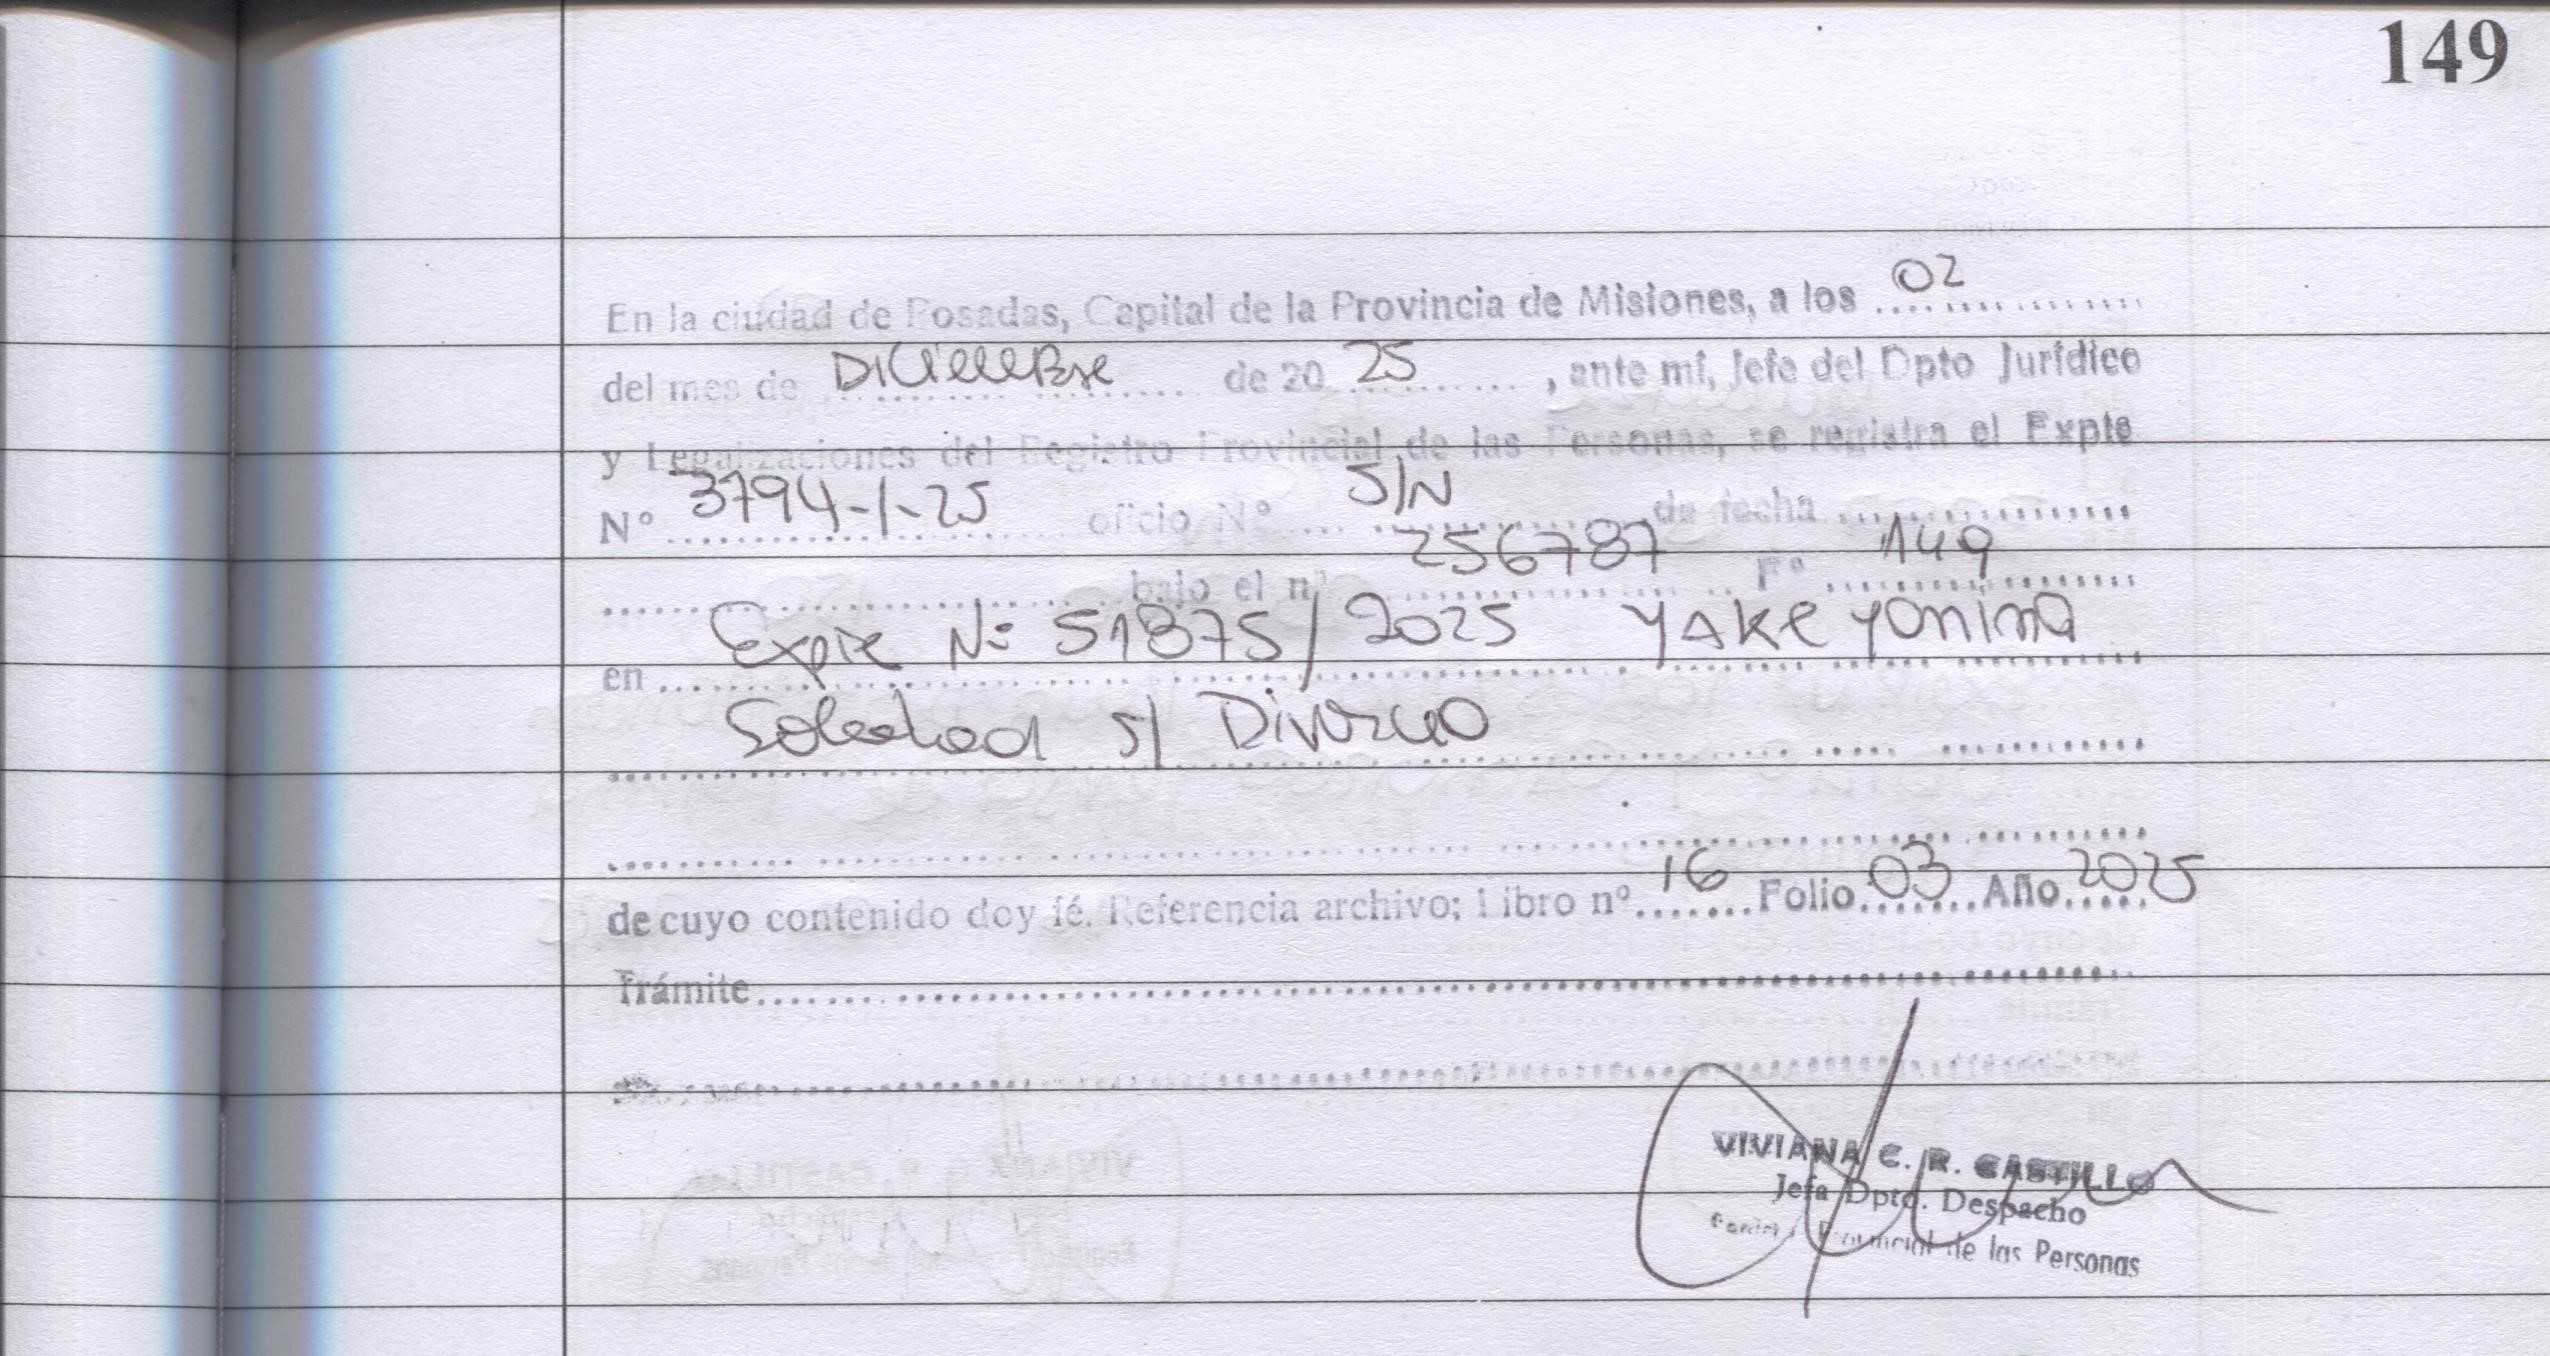 149
En la ciudad de Posadas, Capital de la Provincia de Misiones, a los 02
del mes de Diciembre de 20 25, ante mí, Jefe del Dpto Jurídico
y Legalizaciones del Registro Provincial de las Personas, se registra el Expte
N° 3794-1-25 oficio N° S/N de fecha
bajo el n° 256787 F° 149
en Expte N: 51875/2025 YAKE YANINA
Soledad s/ Divorcio
de cuyo contenido doy fé. Referencia archivo; Libro nº 16 Folio 03 Año 2025
Trámite
VIVIANA C. R. CASTILLO
Jefa Dpto. Despacho
Provincial de las Personas